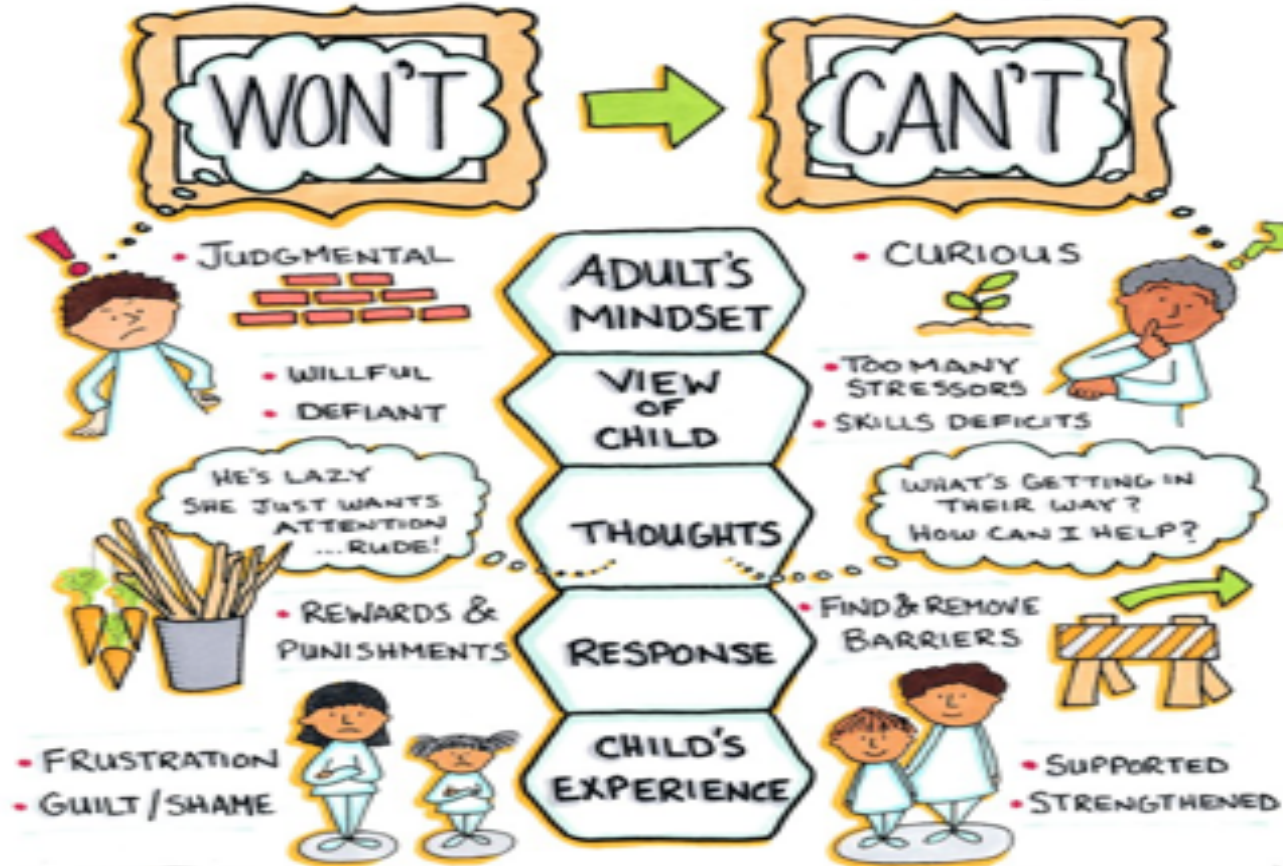 WON'T
CAN'T
• JUDGMENTAL
ADULT'S
MINDSET
• CURIOUS
• WILLFUL
• DEFIANT
VIEW
OF
CHILD
• TOO MANY
STRESSORS
• SKILLS DEFICITS
HE'S LAZY
SHE JUST WANTS
ATTENTION
...RUDE!
THOUGHTS
WHAT'S GETTING IN
THEIR WAY?
HOW CAN I HELP?
• REWARDS &
PUNISHMENTS
RESPONSE
• FIND & REMOVE
BARRIERS
• FRUSTRATION
• GUILT/SHAME
CHILD'S
EXPERIENCE
• SUPPORTED
• STRENGTHENED